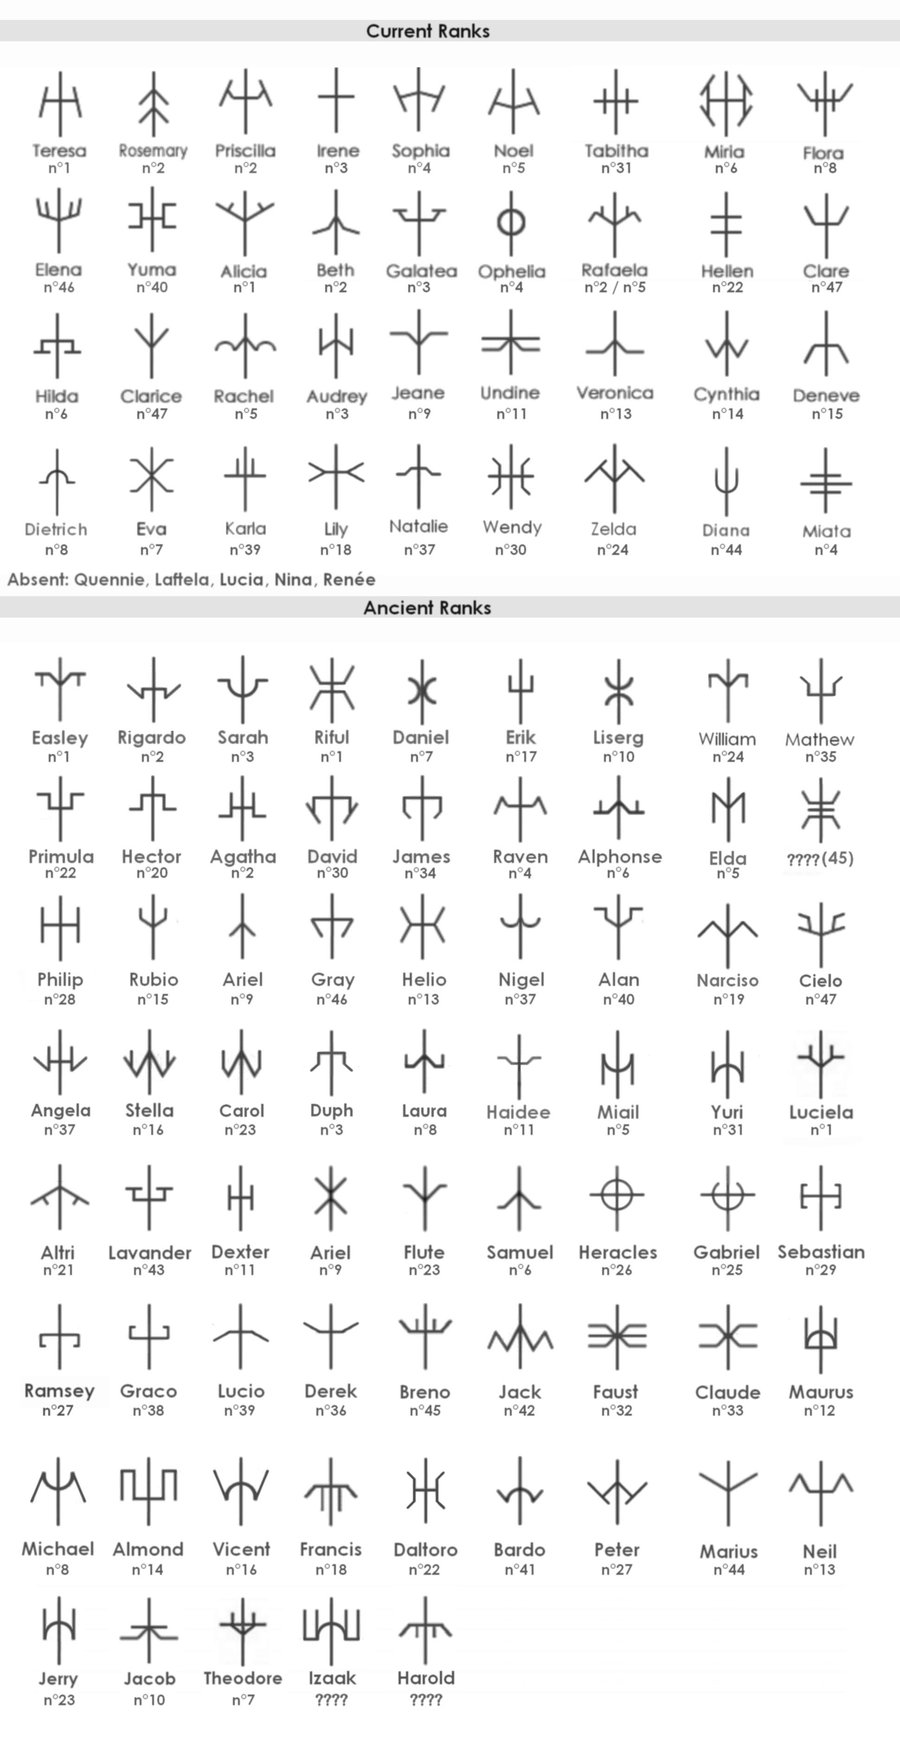 Current Ranks
Teresa Rosemary Priscilla Irene Sophia Noel Tabitha Miria Flora
n°1 n°2 n°2 n°3 n°4 n°5 n°31 n°6 n°8
Elena Yuma Alicia Beth Galatea Ophelia Rafaela Hellen Clare
n°46 n°40 n°1 n°2 n°3 n°4 n°2 / n°5 n°22 n°47
Hilda Clarice Rachel Audrey Jeane Undine Veronica Cynthia Deneve
n°6 n°47 n°5 n°3 n°9 n°11 n°13 n°14 n°15
Dietrich Eva Karla Lily Natalie Wendy Zelda Diana Miata
n°8 n°7 n°39 n°18 n°37 n°30 n°24 n°44 n°4
Absent: Quennie, Laftela, Lucia, Nina, Renée
Ancient Ranks
Easley Rigardo Sarah Riful Daniel Erik Liserg William Mathew
n°1 n°2 n°3 n°1 n°7 n°17 n°10 n°24 n°35
Primula Hector Agatha David James Raven Alphonse Elda ????(45)
n°22 n°20 n°2 n°30 n°34 n°4 n°6 n°5
Philip Rubio Ariel Gray Helio Nigel Alan Narciso Cielo
n°28 n°15 n°9 n°46 n°13 n°37 n°40 n°19 n°47
Angela Stella Carol Duph Laura Haidee Miail Yuri Luciela
n°37 n°16 n°23 n°3 n°8 n°11 n°5 n°31 n°1
Altri Lavander Dexter Ariel Flute Samuel Heracles Gabriel Sebastian
n°21 n°43 n°11 n°9 n°23 n°6 n°26 n°25 n°29
Ramsey Graco Lucio Derek Breno Jack Faust Claude Maurus
n°27 n°38 n°39 n°36 n°45 n°42 n°32 n°33 n°12
Michael Almond Vicent Francis Daltoro Bardo Peter Marius Neil
n°8 n°14 n°16 n°18 n°22 n°41 n°27 n°44 n°13
Jerry Jacob Theodore Izaak Harold
n°23 n°10 n°7 ???? ????